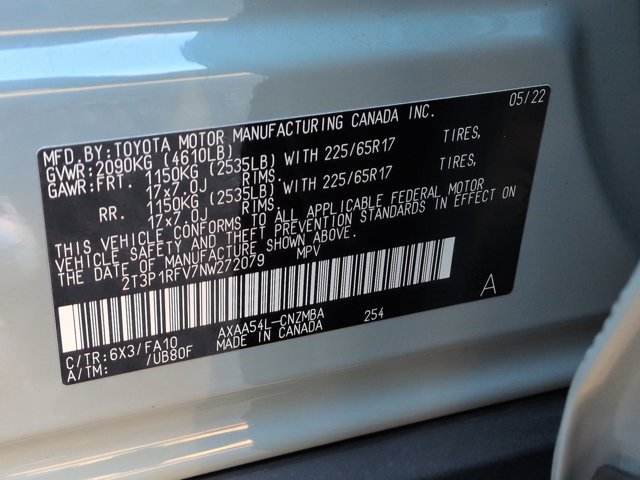 MFD.BY:TOYOTA MOTOR MANUFACTURING CANADA INC. 05/22
GVWR:2090KG (4610LB)
GAWR:FRT. 1150KG (2535LB) WITH 225/65R17 TIRES,
17x7.0J RIMS.
RR. 1150KG (2535LB) WITH 225/65R17 TIRES,
17x7.0J RIMS.
THIS VEHICLE CONFORMS TO ALL APPLICABLE FEDERAL MOTOR
VEHICLE SAFETY AND THEFT PREVENTION STANDARDS IN EFFECT ON
THE DATE OF MANUFACTURE SHOWN ABOVE.
2T3P1RFV7NW272079 MPV
A
C/TR:6X3/FA10 AXAA54L-CNZMBA 254
A/TM: /UB80F MADE IN CANADA